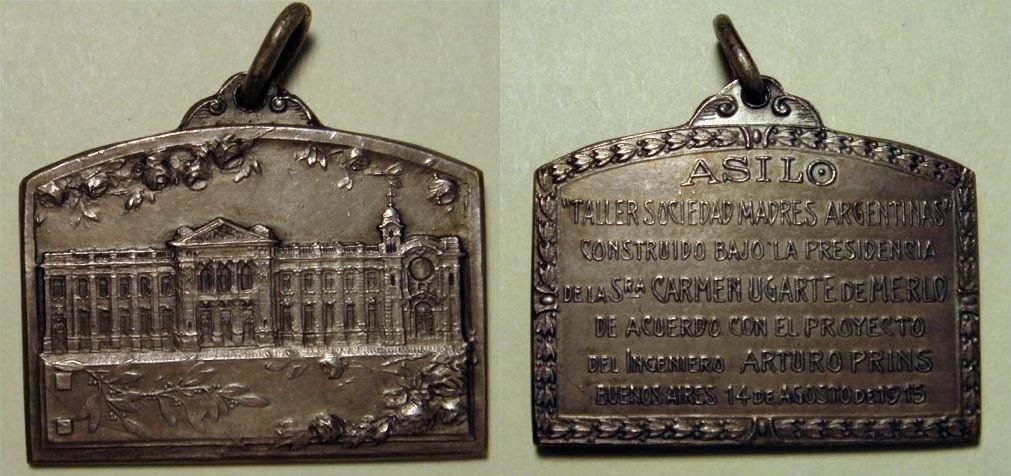 ASILO
"TALLER SOCIEDAD MADRES ARGENTINAS"
CONSTRUIDO BAJO LA PRESIDENCIA
DE LA SRA CARMEN UGARTE DE MERLO
DE ACUERDO CON EL PROYECTO
DEL INGENIERO ARTURO PRINS
BUENOS AIRES 14 DE AGOSTO DE 1915